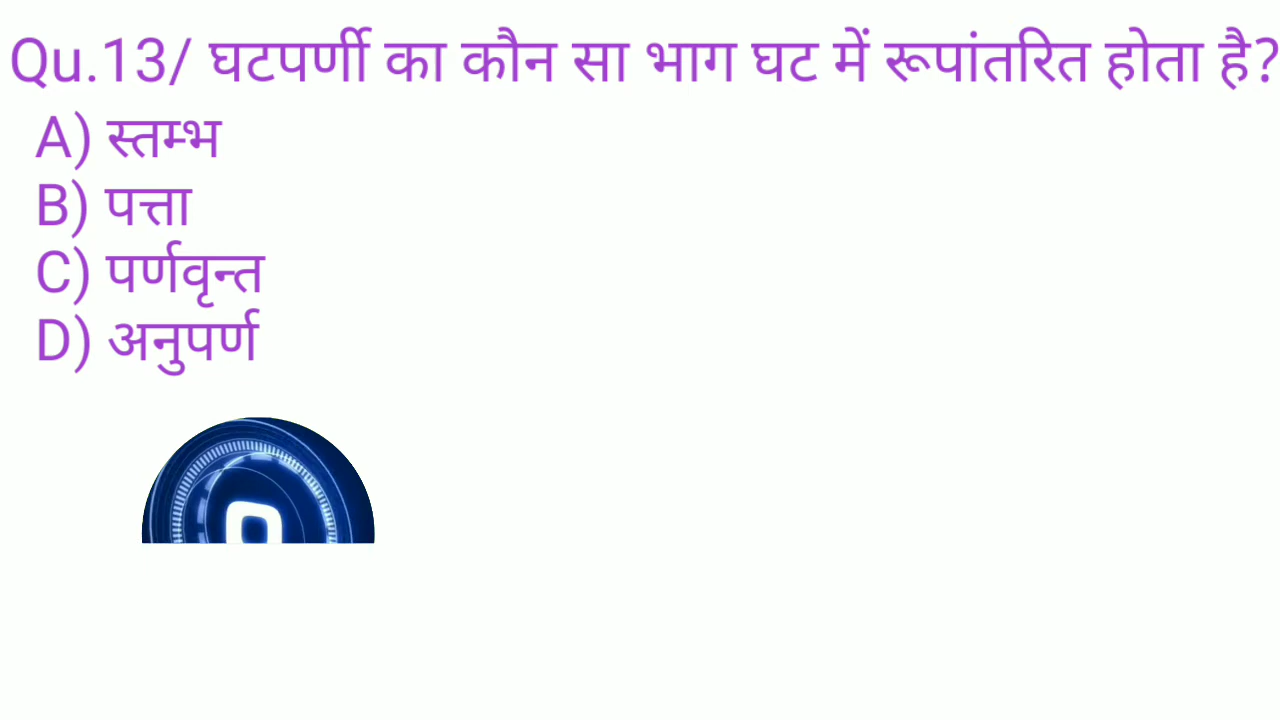 Qu.13/ घटपर्णी का कौन सा भाग घट में रूपांतरित होता है?
A) स्तम्भ
B) पत्ता
C) पर्णवृन्त
D) अनुपर्ण